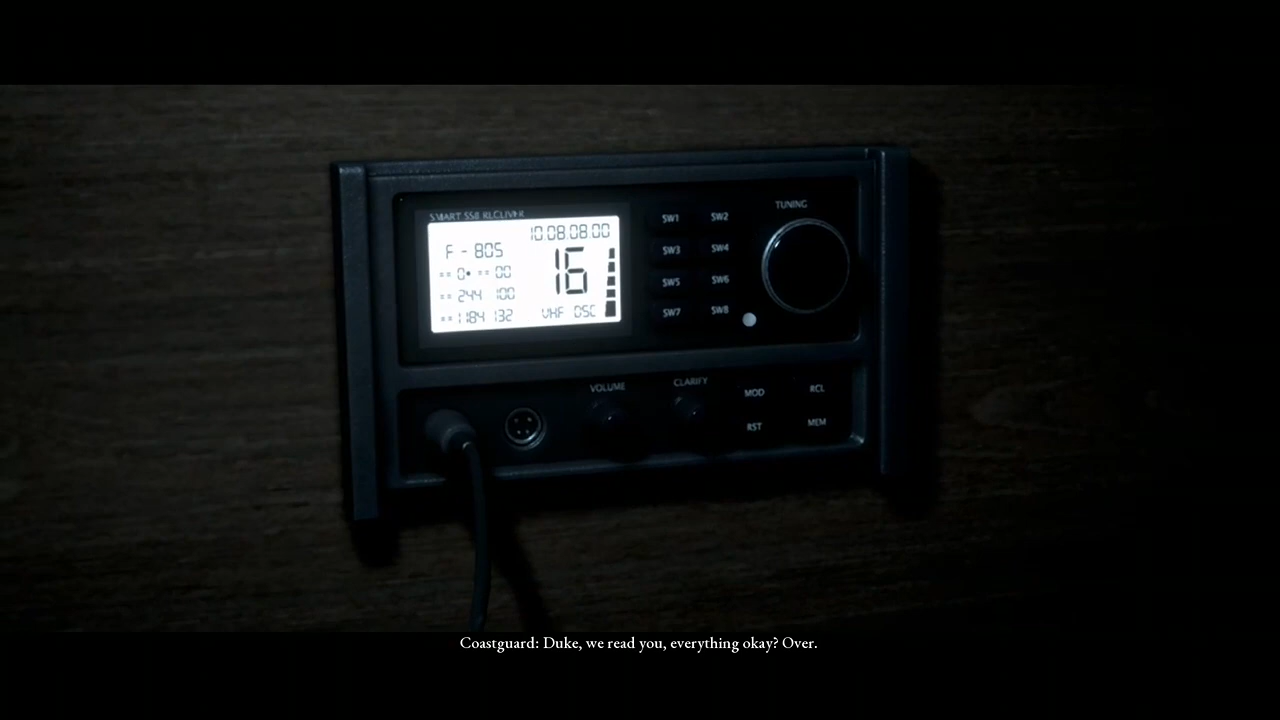 SMART SSB RECEIVER
10.08.08.00
F - 805
16
== 0• == 00
== 244 100
== 1184 132
VHF DSC
SW1 SW2
SW3 SW4
SW5 SW6
SW7 SW8
TUNING
VOLUME
CLARIFY
MOD
RCL
RST
MEM
Coastguard: Duke, we read you, everything okay? Over.